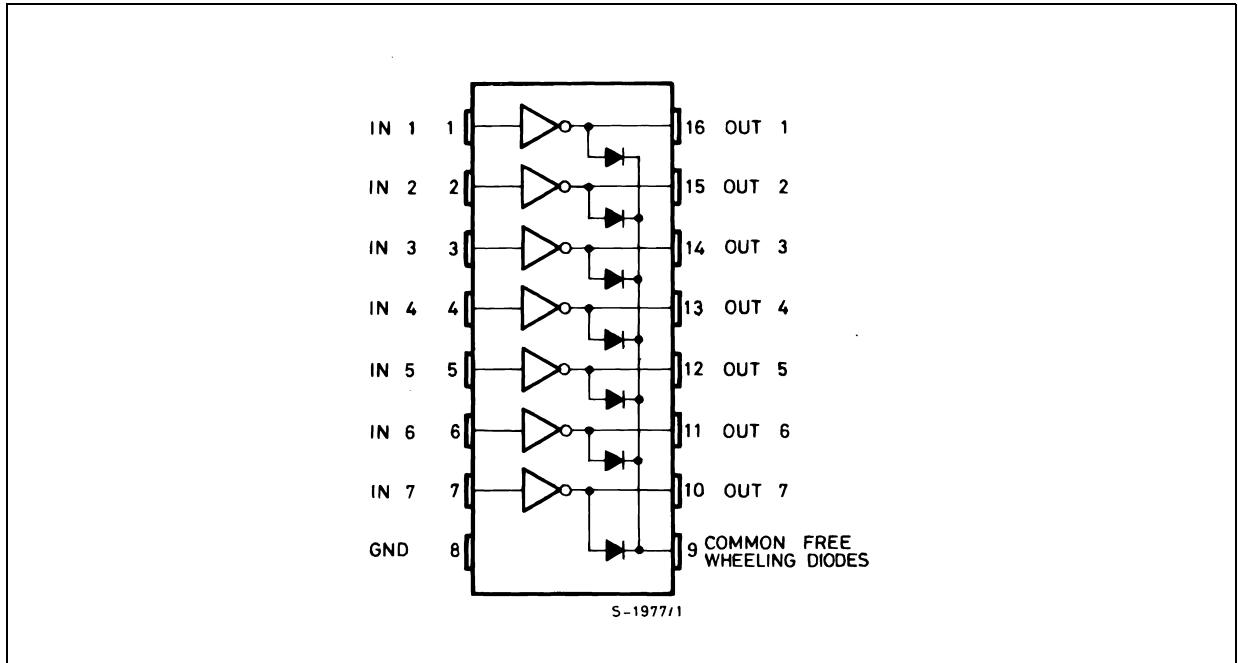 IN 1 1 16 OUT 1
IN 2 2 15 OUT 2
IN 3 3 14 OUT 3
IN 4 4 13 OUT 4
IN 5 5 12 OUT 5
IN 6 6 11 OUT 6
IN 7 7 10 OUT 7
GND 8 9 COMMON FREE
WHEELING DIODES
S-1977/1